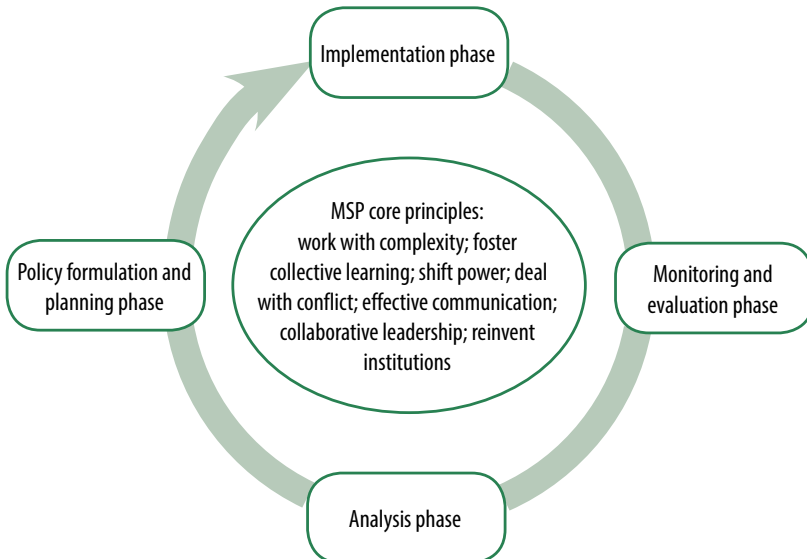 Implementation phase
MSP core principles:
work with complexity; foster
collective learning; shift power; deal
with conflict; effective communication;
collaborative leadership; reinvent
institutions
Policy formulation and
planning phase
Monitoring and
evaluation phase
Analysis phase